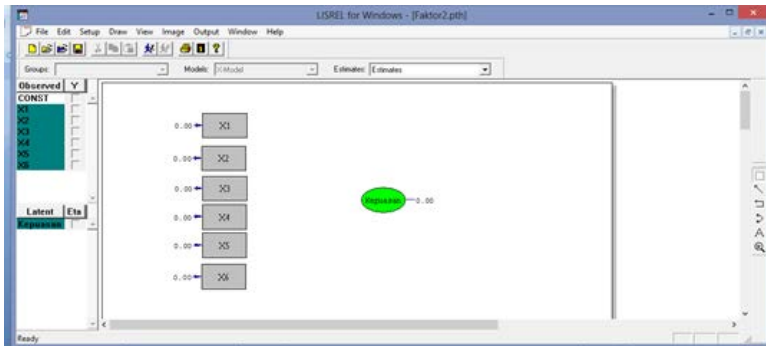 LISREL for Windows - [Faktor2.pth]
File Edit Setup Draw View Image Output Window Help
Groups: Models: X-Model Estimates: Estimates
Observed Y
CONST
X1
X2
X3
X4
X5
X6
Latent Eta
Kepuasan
0.00 X1
0.00 X2
0.00 X3
0.00 X4
0.00 X5
0.00 X6
Kepuasan 0.00
Ready